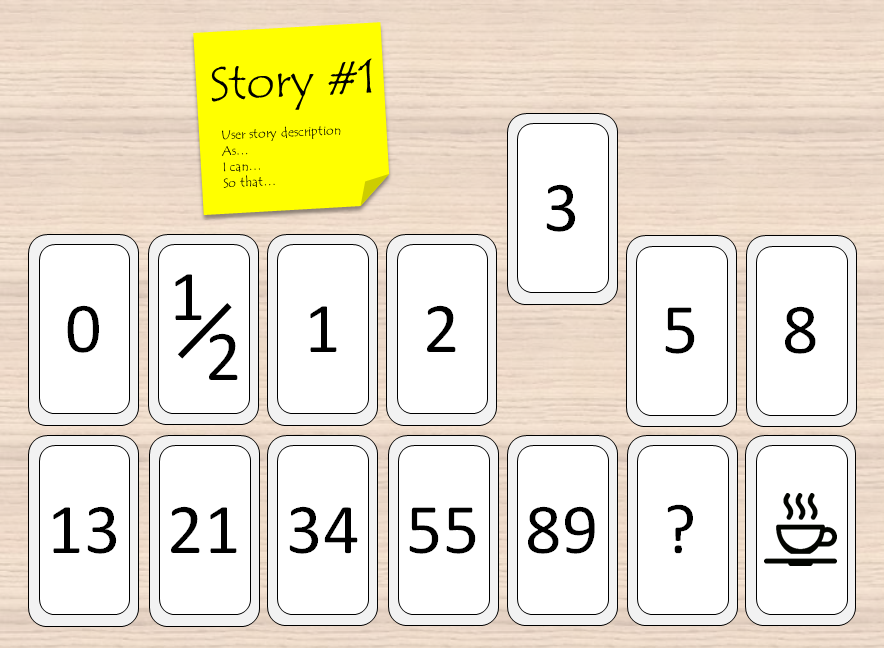 Story #1
User story description
As...
I can...
So that...
3
0
1/2
1
2
5
8
13
21
34
55
89
?